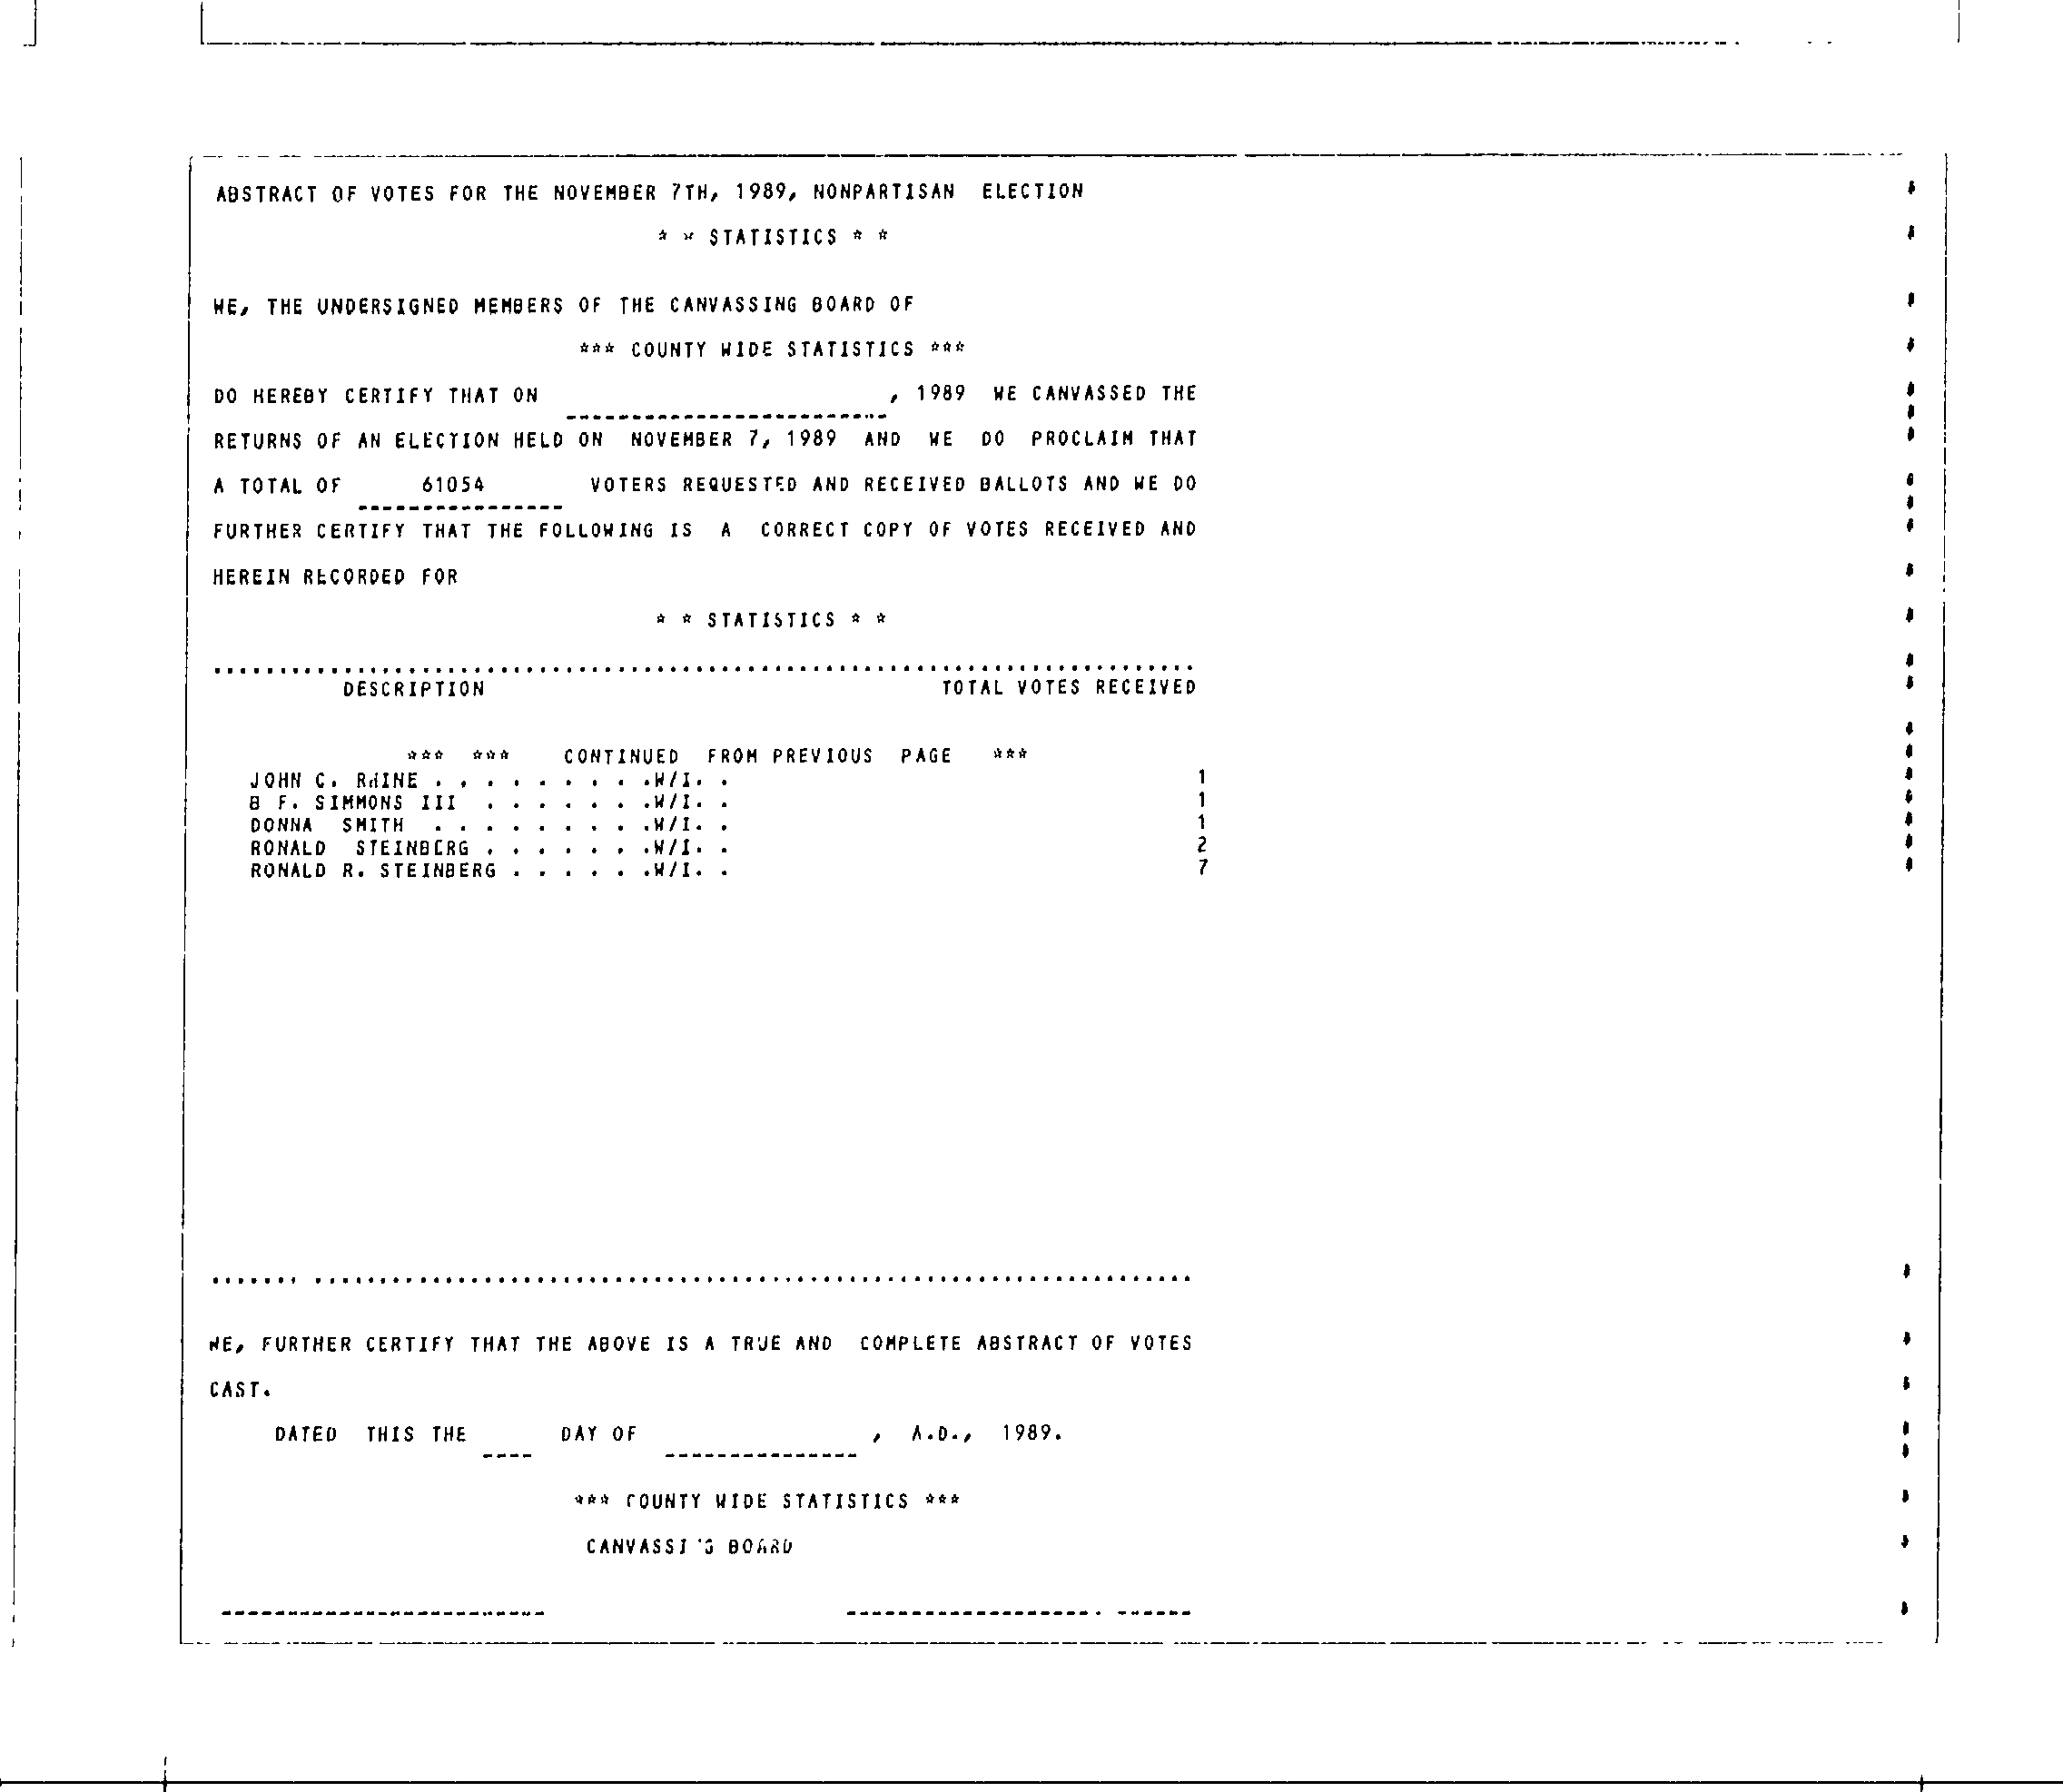 ABSTRACT OF VOTES FOR THE NOVEMBER 7TH, 1989, NONPARTISAN ELECTION
* * STATISTICS * *
WE, THE UNDERSIGNED MEMBERS OF THE CANVASSING BOARD OF
*** COUNTY WIDE STATISTICS ***
DO HEREBY CERTIFY THAT ON , 1989 WE CANVASSED THE
RETURNS OF AN ELECTION HELD ON NOVEMBER 7, 1989 AND WE DO PROCLAIM THAT
A TOTAL OF 61054 VOTERS REQUESTED AND RECEIVED BALLOTS AND WE DO
FURTHER CERTIFY THAT THE FOLLOWING IS A CORRECT COPY OF VOTES RECEIVED AND
HEREIN RECORDED FOR
* * STATISTICS * *
DESCRIPTION TOTAL VOTES RECEIVED
*** *** CONTINUED FROM PREVIOUS PAGE ***
JOHN C. . . . . . . . . .W/I. . 1
B F. SIMMONS III . . . . . . .W/I. . 1
DONNA SMITH . . . . . . . . .W/I. . 1
RONALD STEINBERG . . . . . . .W/I. . 2
RONALD R. STEINBERG . . . . . .W/I. . 7
WE, FURTHER CERTIFY THAT THE ABOVE IS A TRUE AND COMPLETE ABSTRACT OF VOTES
CAST.
DATED THIS THE ____ DAY OF _______________ , A.D., 1989.
*** COUNTY WIDE STATISTICS ***
CANVASSING BOARD